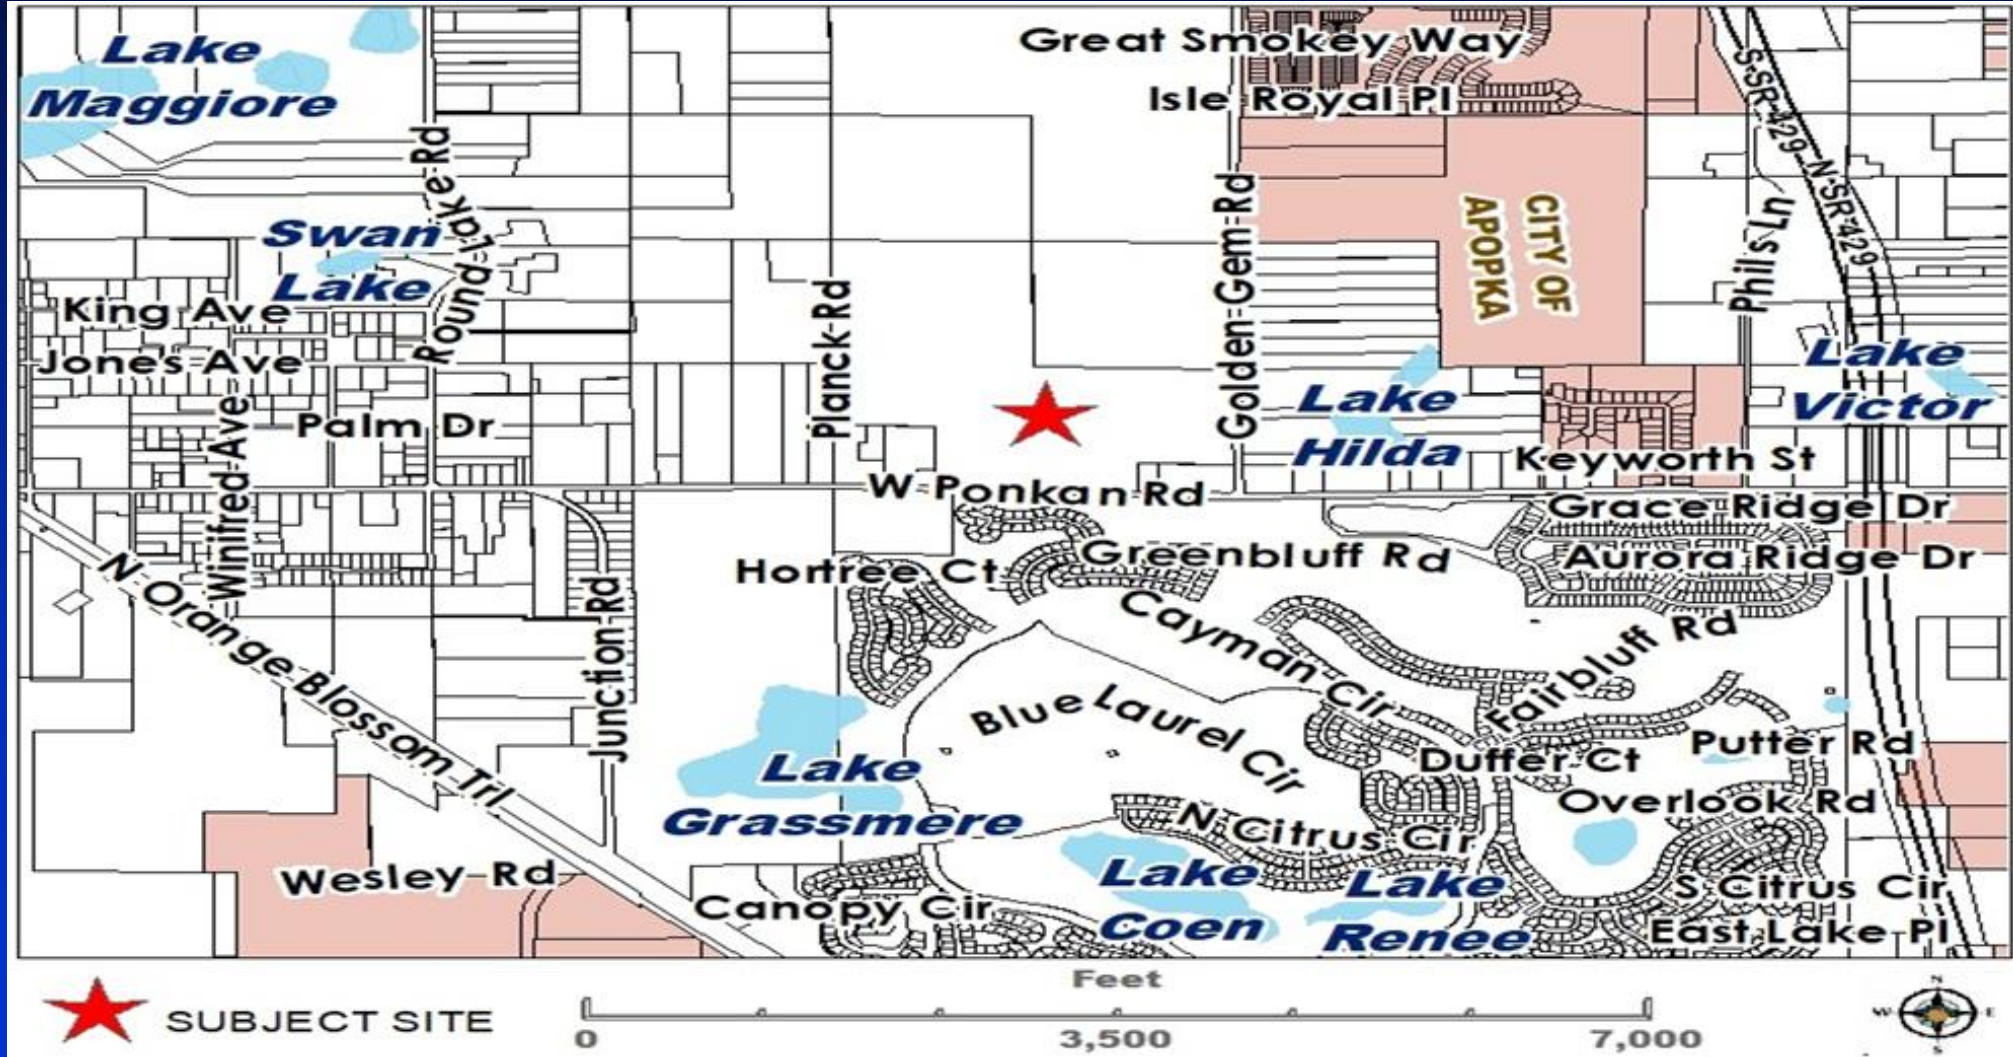 Great Smokey Way
Lake
Maggiore
Isle Royal Pl
S SR 429
N SR 429
Round Lake Rd
CITY OF
APOPKA
Golden Gem Rd
Phils Ln
Swan
Lake
King Ave
Planck Rd
Jones Ave
Lake
Victor
Lake
Hilda
Winifred Ave
Palm Dr
Keyworth St
W Ponkan Rd
Grace Ridge Dr
Greenbluff Rd
Aurora Ridge Dr
Hortree Ct
N Orange Blossom Trl
Junction Rd
Cayman Cir
Fairbluff Rd
Blue Laurel Cir
Duffer Ct
Putter Rd
Lake
Grassmere
Overlook Rd
N Citrus Cir
Wesley Rd
Lake
Coen
Lake
Renee
S Citrus Cir
Canopy Cir
East Lake Pl
Feet
SUBJECT SITE
0 3,500 7,000
N
W E
S